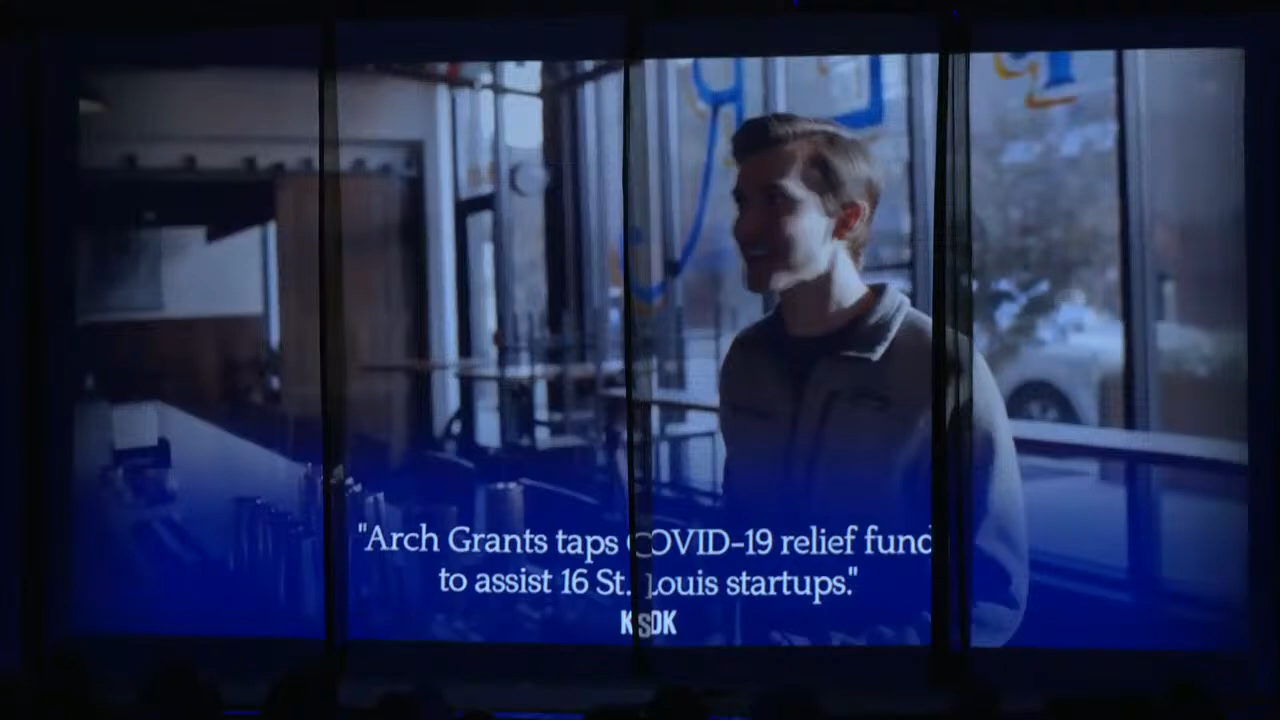 "Arch Grants taps COVID-19 relief fund
to assist 16 St. Louis startups."
KSDK